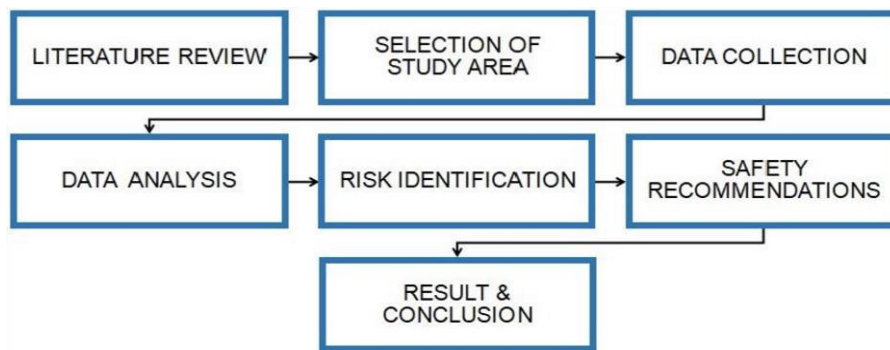 LITERATURE REVIEW
SELECTION OF
STUDY AREA
DATA COLLECTION
DATA ANALYSIS
RISK IDENTIFICATION
SAFETY
RECOMMENDATIONS
RESULT &
CONCLUSION